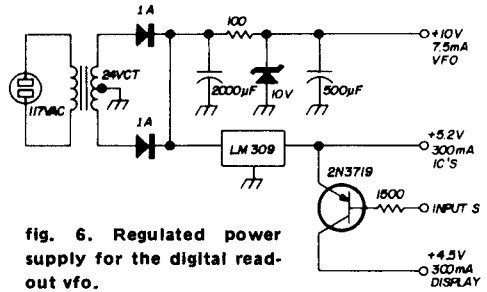 1A
100
+10V
7.5mA
VFO
24VCT
2000µF
10V
500µF
117VAC
1A
LM 309
+5.2V
300mA
IC'S
2N3719
1500
INPUT S
+4.5V
300mA
DISPLAY
fig. 6. Regulated power
supply for the digital read-
out vfo.